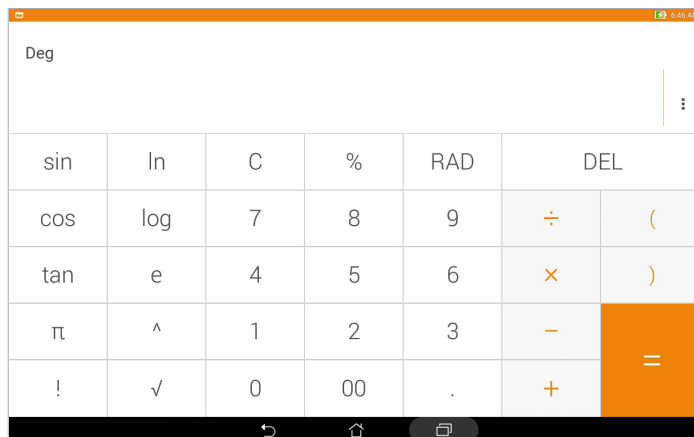 6:46 AM
Deg
sin ln C % RAD DEL
cos log 7 8 9 ÷ (
tan e 4 5 6 × )
π ^ 1 2 3 −
=
! √ 0 00 . +